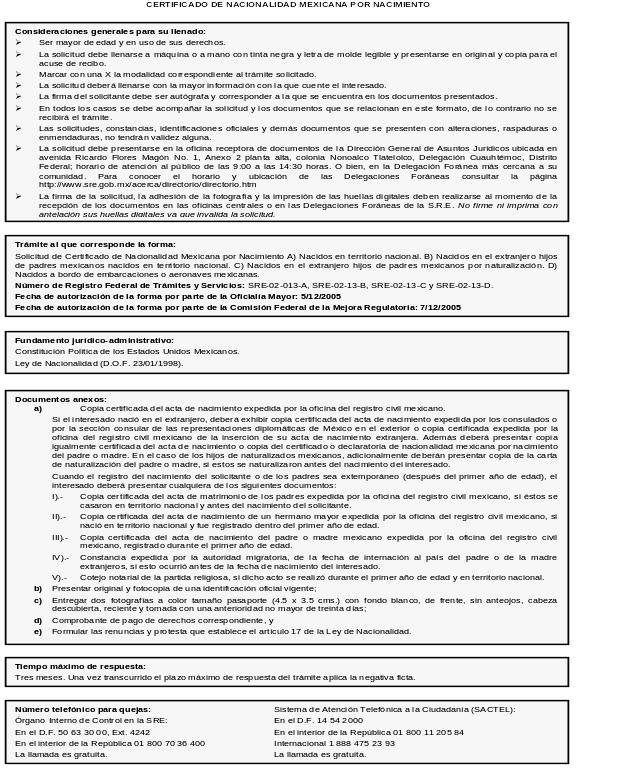 CERTIFICADO DE NACIONALIDAD MEXICANA POR NACIMIENTO
Consideraciones generales para su llenado:
➢ Ser mayor de edad y en uso de sus derechos.
➢ La solicitud debe llenarse a máquina o a mano con tinta negra y letra de molde legible y presentarse en original y copia para el
acuse de recibo.
➢ Marcar con una X la modalidad correspondiente al trámite solicitado.
➢ La solicitud deberá llenarse con la mayor información con la que cuente el interesado.
➢ La firma del solicitante debe ser autógrafa y corresponder a la que se encuentra en los documentos presentados.
➢ En todos los casos se debe acompañar la solicitud y los documentos que se relacionan en este formato, de lo contrario no se
recibirá el trámite.
➢ Las solicitudes, constancias, identificaciones oficiales y demás documentos que se presenten con alteraciones, raspaduras o
enmendaduras, no tendrán validez alguna.
➢ La solicitud debe presentarse en la oficina receptora de documentos de la Dirección General de Asuntos Jurídicos ubicada en
avenida Ricardo Flores Magón No. 1, Anexo 2 planta alta, colonia Nonoalco Tlatelolco, Delegación Cuauhtémoc, Distrito
Federal; horario de atención al público de las 9:00 a las 14:30 horas. O bien, en la Delegación Foránea más cercana a su
comunidad. Para conocer el horario y ubicación de las Delegaciones Foráneas consultar la página
http://www.sre.gob.mx/acerca/directorio/directorio.htm
➢ La firma de la solicitud, la adhesión de la fotografía y la impresión de las huellas digitales deben realizarse al momento de la
recepción de los documentos en las oficinas centrales o en las Delegaciones Foráneas de la S.R.E. No firme ni imprima con
antelación sus huellas digitales ya que invalida la solicitud.
Trámite al que corresponde la forma:
Solicitud de Certificado de Nacionalidad Mexicana por Nacimiento A) Nacidos en territorio nacional. B) Nacidos en el extranjero hijos
de padres mexicanos nacidos en territorio nacional. C) Nacidos en el extranjero hijos de padres mexicanos por naturalización. D)
Nacidos a bordo de embarcaciones o aeronaves mexicanas.
Número de Registro Federal de Trámites y Servicios: SRE-02-013-A, SRE-02-13-B, SRE-02-13-C y SRE-02-13-D.
Fecha de autorización de la forma por parte de la Oficialía Mayor: 5/12/2005
Fecha de autorización de la forma por parte de la Comisión Federal de la Mejora Regulatoria: 7/12/2005
Fundamento jurídico-administrativo:
Constitución Política de los Estados Unidos Mexicanos.
Ley de Nacionalidad (D.O.F. 23/01/1998).
Documentos anexos:
a) Copia certificada del acta de nacimiento expedida por la oficina del registro civil mexicano.
Si el interesado nació en el extranjero, deberá exhibir copia certificada del acta de nacimiento expedida por los consulados o
por la sección consular de las representaciones diplomáticas de México en el exterior o copia certificada expedida por la
oficina del registro civil mexicano de la inserción de su acta de nacimiento extranjera. Además deberá presentar copia
igualmente certificada del acta de nacimiento o copia del certificado o declaratoria de nacionalidad mexicana por nacimiento
del padre o madre. En el caso de los hijos de naturalizados mexicanos, adicionalmente deberán presentar copia de la carta
de naturalización del padre o madre, si estos se naturalizaron antes del nacimiento del interesado.
Cuando el registro del nacimiento del solicitante o de los padres sea extemporáneo (después del primer año de edad), el
interesado deberá presentar cualquiera de los siguientes documentos:
I).- Copia certificada del acta de matrimonio de los padres expedida por la oficina del registro civil mexicano, si éstos se
casaron en territorio nacional y antes del nacimiento del solicitante.
II).- Copia certificada del acta de nacimiento de un hermano mayor expedida por la oficina del registro civil mexicano, si
nació en territorio nacional y fue registrado dentro del primer año de edad.
III).- Copia certificada del acta de nacimiento del padre o madre mexicano expedida por la oficina del registro civil
mexicano, registrado durante el primer año de edad.
IV).- Constancia expedida por la autoridad migratoria, de la fecha de internación al país del padre o de la madre
extranjeros, si esto ocurrió antes de la fecha de nacimiento del interesado.
V).- Cotejo notarial de la partida religiosa, si dicho acto se realizó durante el primer año de edad y en territorio nacional.
b) Presentar original y fotocopia de una identificación oficial vigente;
c) Entregar dos fotografías a color tamaño pasaporte (4.5 x 3.5 cms.) con fondo blanco, de frente, sin anteojos, cabeza
descubierta, reciente y tomada con una anterioridad no mayor de treinta días;
d) Comprobante de pago de derechos correspondiente, y
e) Formular las renuncias y protesta que establece el artículo 17 de la Ley de Nacionalidad.
Tiempo máximo de respuesta:
Tres meses. Una vez transcurrido el plazo máximo de respuesta del trámite aplica la negativa ficta.
Número telefónico para quejas:
Órgano Interno de Control en la SRE:
En el D.F. 50 63 30 00, Ext. 4242
En el interior de la República 01 800 70 36 400
La llamada es gratuita.
Sistema de Atención Telefónica a la Ciudadanía (SACTEL):
En el D.F. 14 54 2000
En el interior de la República 01 800 11 205 84
Internacional 1 888 475 23 93
La llamada es gratuita.